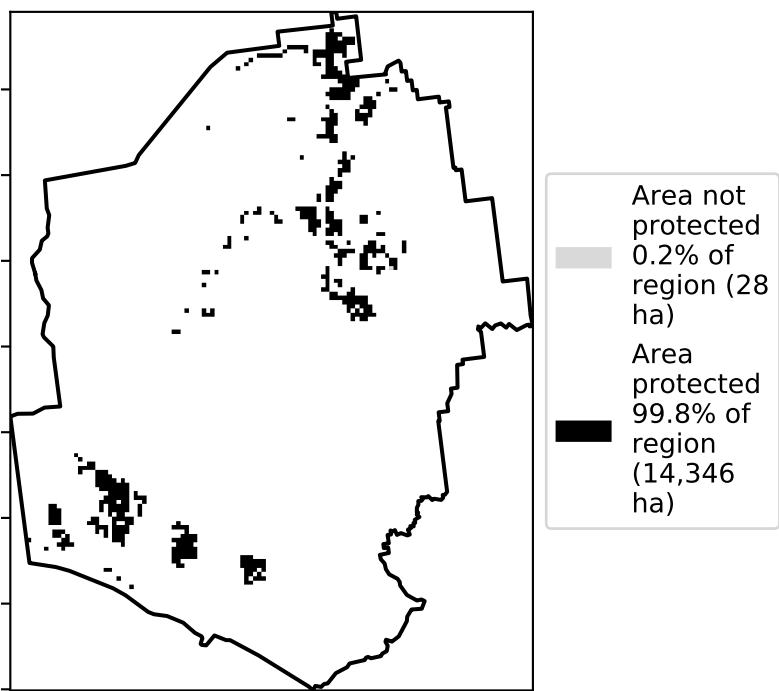 Area not
protected
0.2% of
region (28
ha)
Area
protected
99.8% of
region
(14,346
ha)